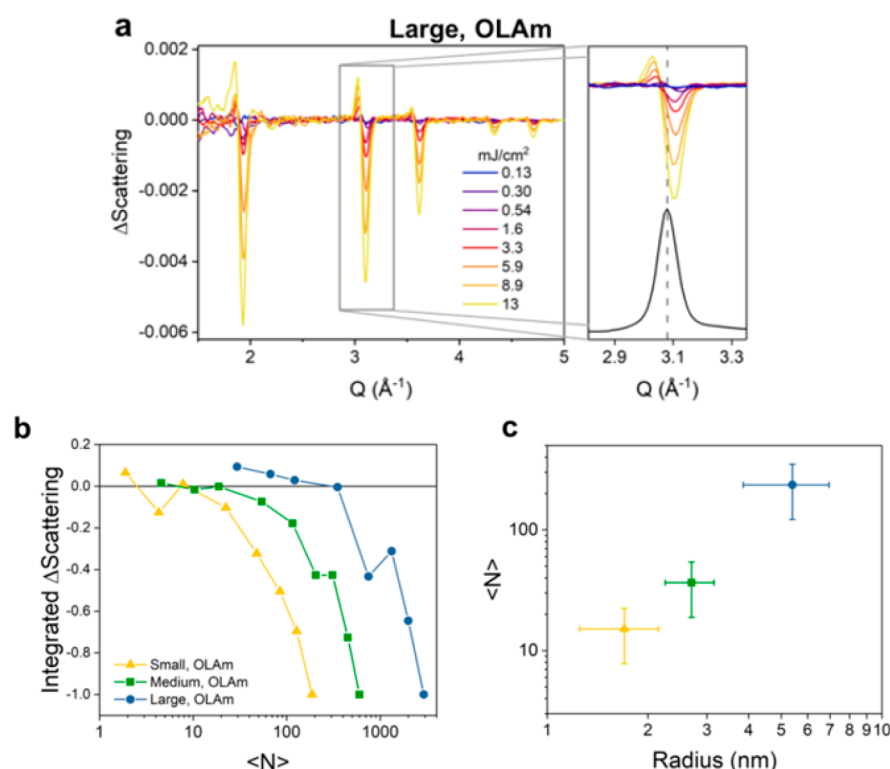 a
Large, OLAm
0.002
0.000
-0.002
-0.004
-0.006
ΔScattering
2
3
4
5
Q (Å⁻¹)
mJ/cm²
0.13
0.30
0.54
1.6
3.3
5.9
8.9
13
2.9
3.1
3.3
Q (Å⁻¹)
b
0.2
0.0
-0.2
-0.4
-0.6
-0.8
-1.0
Integrated ΔScattering
Small, OLAm
Medium, OLAm
Large, OLAm
1
10
100
1000
<N>
c
<N>
100
10
1
2
3
4
5
6
7
8
9
10
Radius (nm)